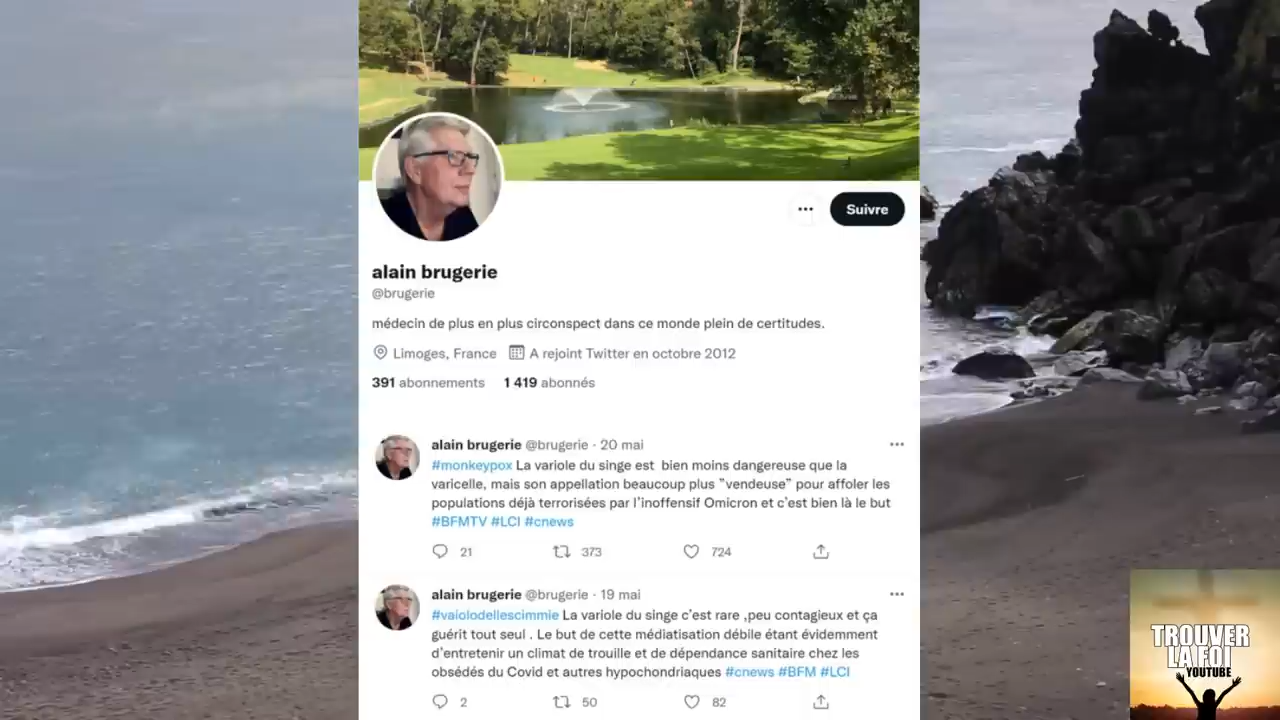 Suivre
alain brugerie
@brugerie
médecin de plus en plus circonspect dans ce monde plein de certitudes.
Limoges, France A rejoint Twitter en octobre 2012
391 abonnements 1 419 abonnés
alain brugerie @brugerie · 20 mai
#monkeypox La variole du singe est bien moins dangereuse que la
varicelle, mais son appellation beaucoup plus "vendeuse" pour affoler les
populations déjà terrorisées par l'inoffensif Omicron et c'est bien là le but
#BFMTV #LCI #cnews
21 373 724
alain brugerie @brugerie · 19 mai
#vaiolodellescimmie La variole du singe c'est rare ,peu contagieux et ça
guérit tout seul . Le but de cette médiatisation débile étant évidemment
d'entretenir un climat de trouille et de dépendance sanitaire chez les
obsédés du Covid et autres hypochondriaques #cnews #BFM #LCI
2 50 82
TROUVER
LA FOI
YOUTUBE